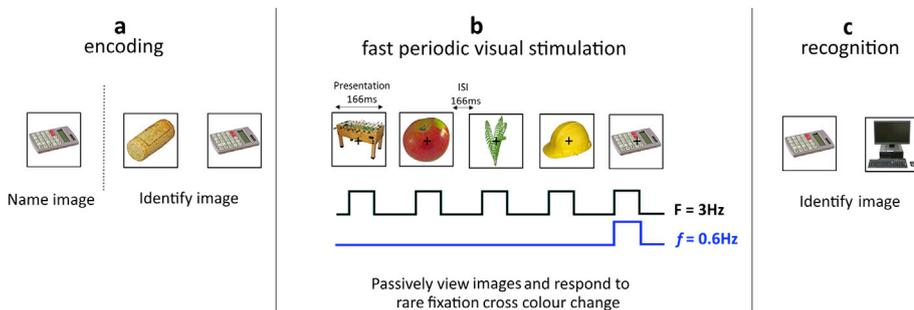 a
encoding
Name image
Identify image
b
fast periodic visual stimulation
Presentation
166ms
ISI
166ms
F = 3Hz
f = 0.6Hz
Passively view images and respond to
rare fixation cross colour change
c
recognition
Identify image